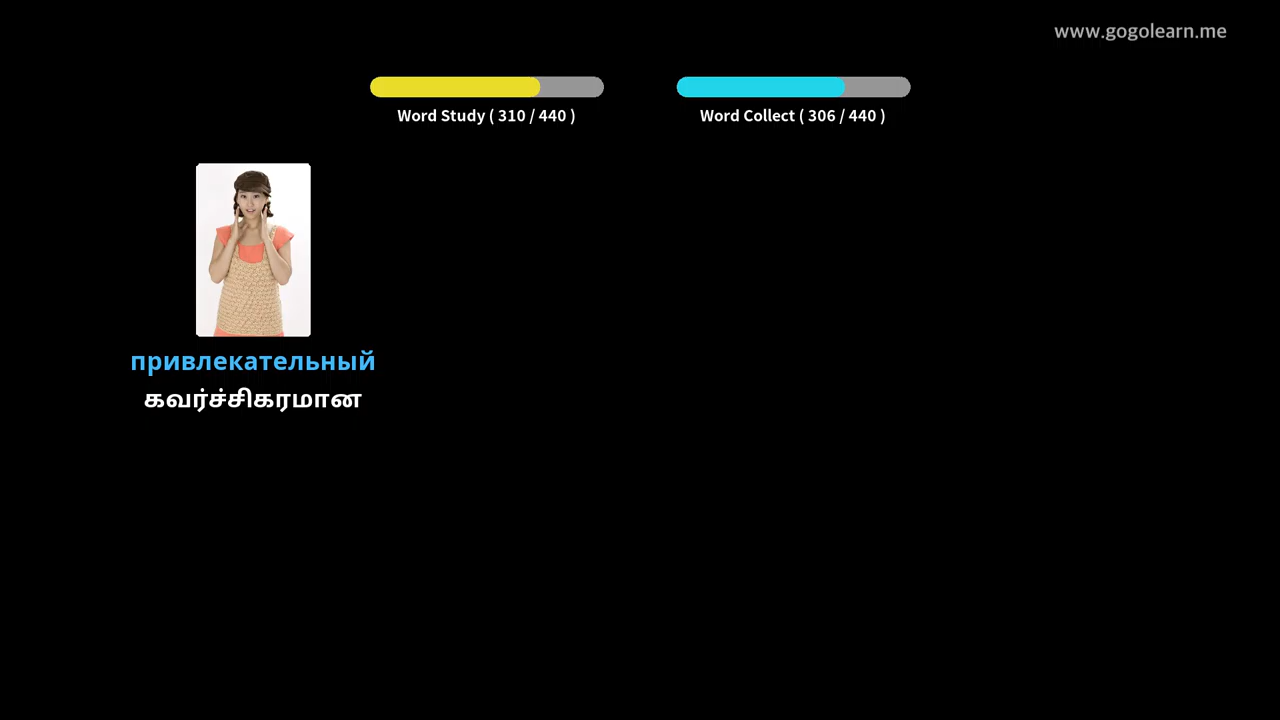 www.gogolearn.me
Word Study ( 310 / 440 )
Word Collect ( 306 / 440 )
привлекательный
கவர்ச்சிகரமான